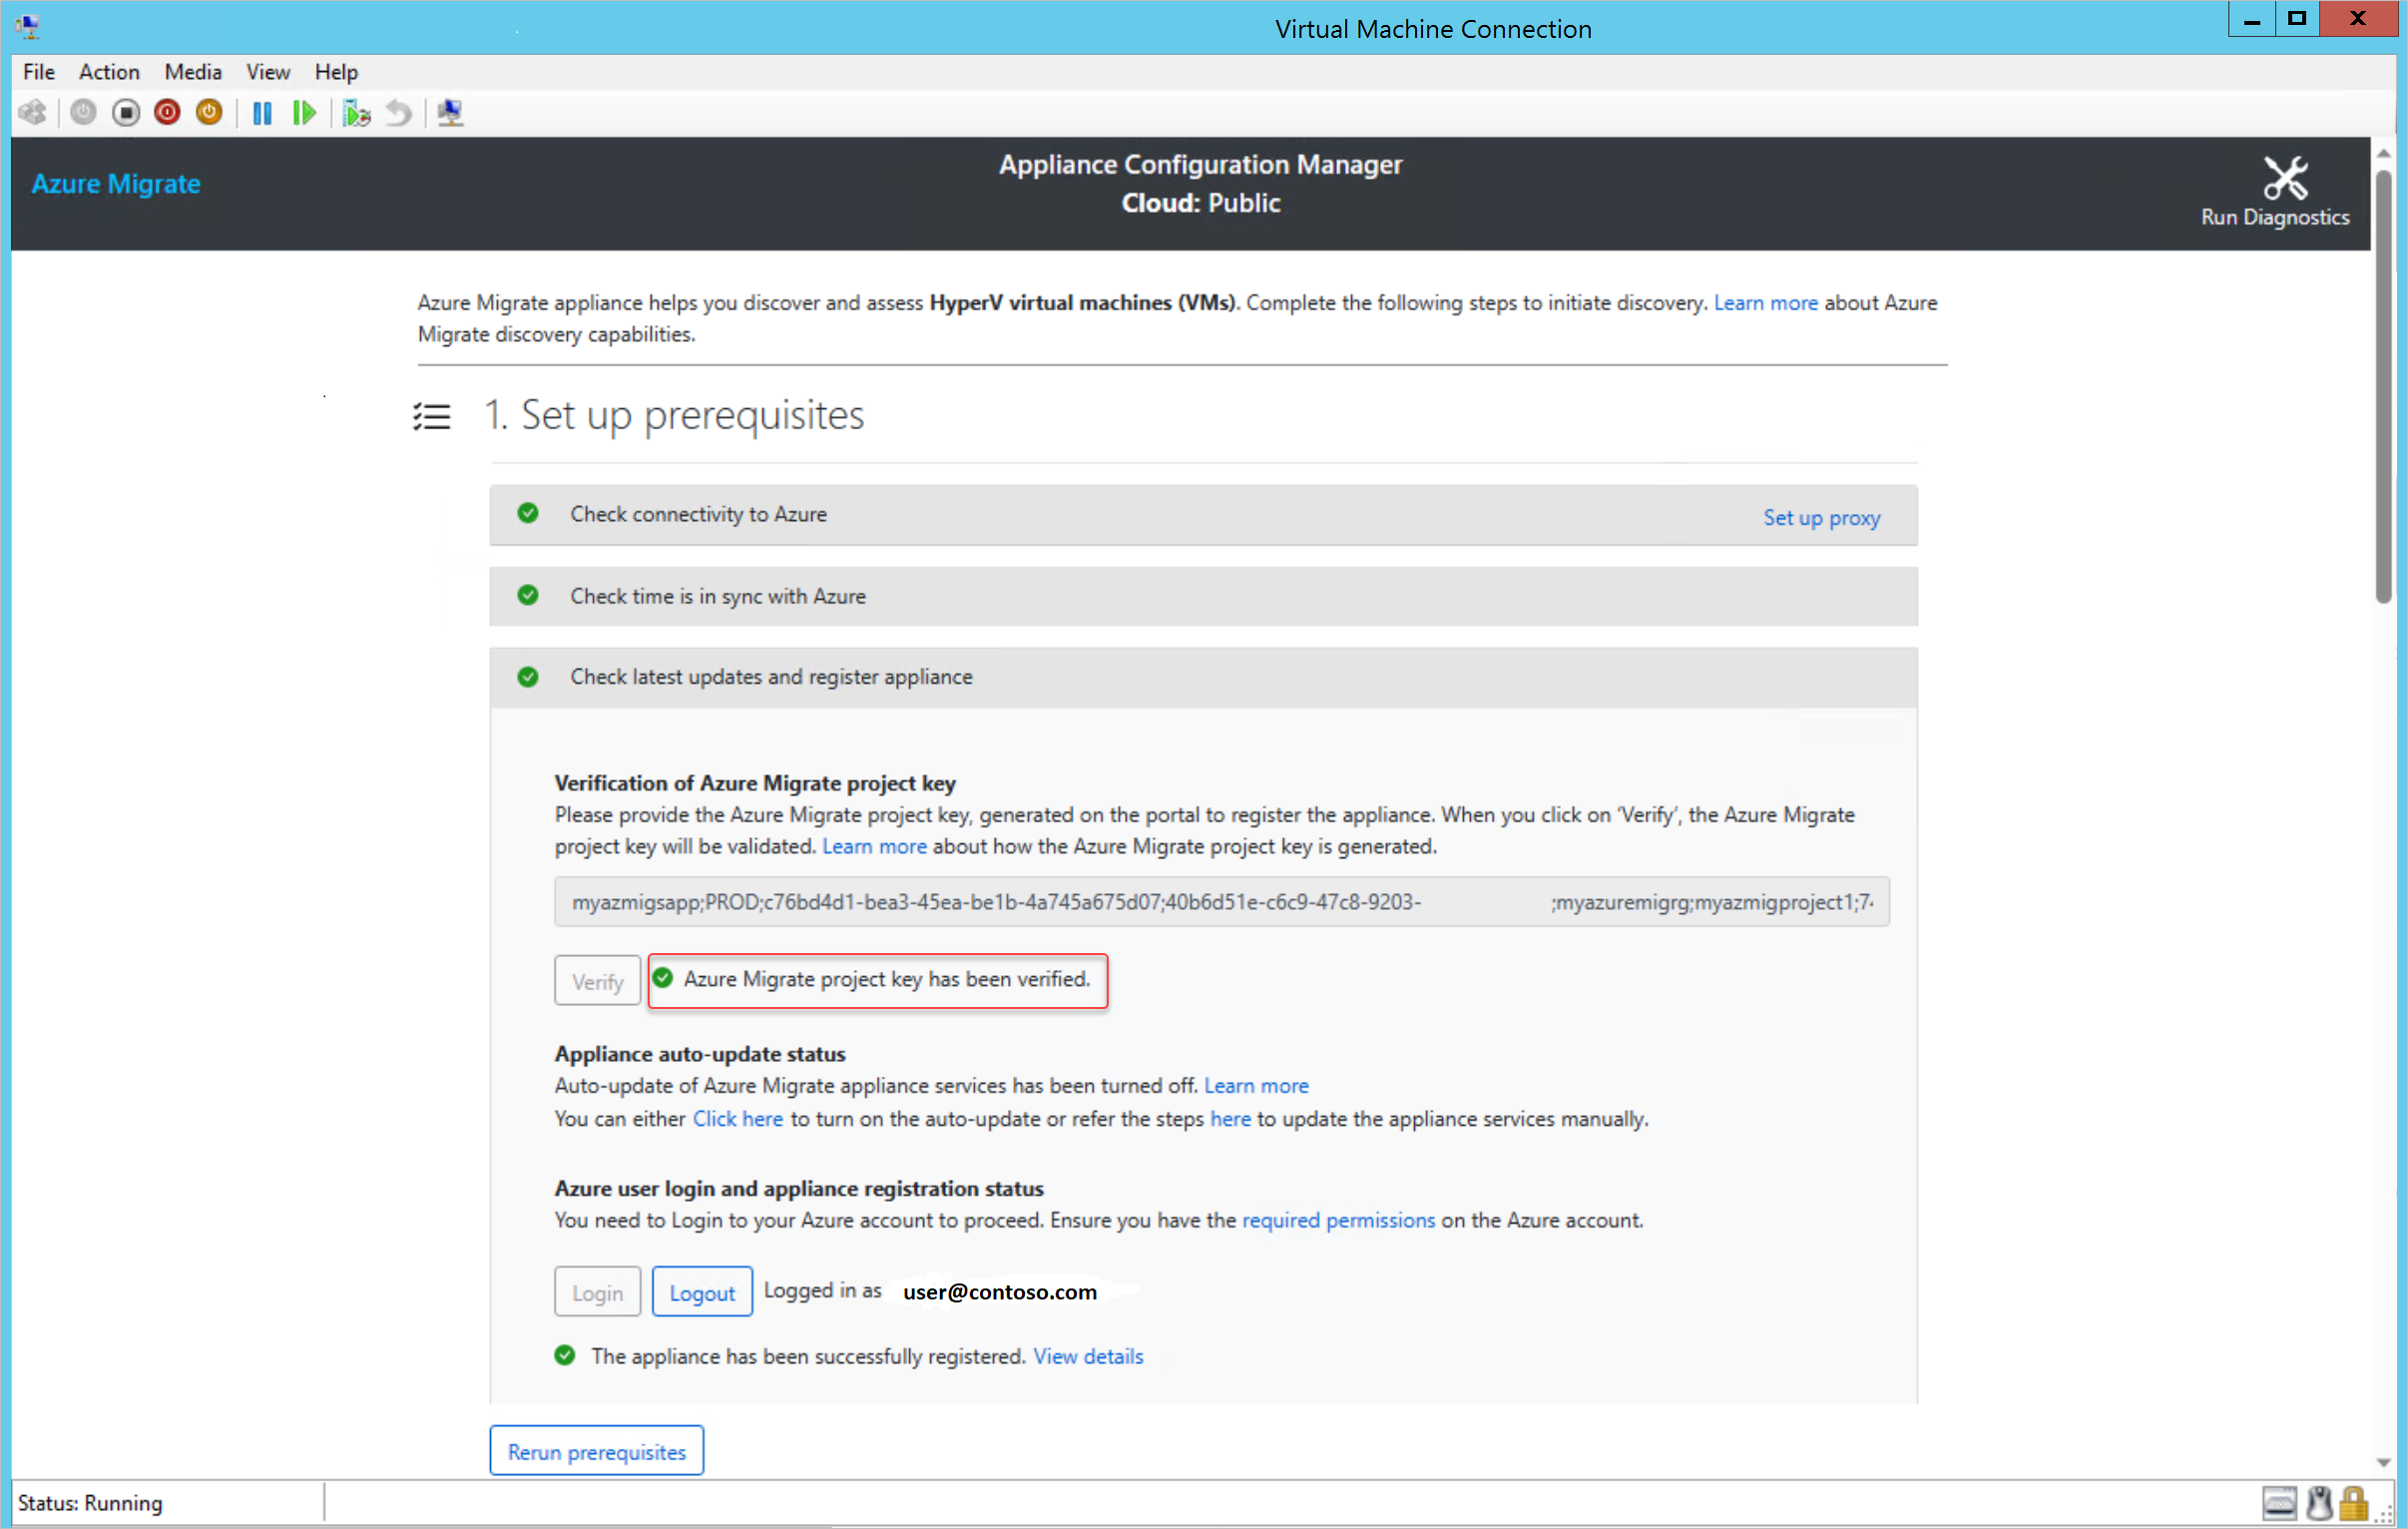 Virtual Machine Connection
File Action Media View Help
Azure Migrate
Appliance Configuration Manager
Cloud: Public
Run Diagnostics
Azure Migrate appliance helps you discover and assess HyperV virtual machines (VMs). Complete the following steps to initiate discovery. Learn more about Azure
Migrate discovery capabilities.
1. Set up prerequisites
Check connectivity to Azure
Set up proxy
Check time is in sync with Azure
Check latest updates and register appliance
Verification of Azure Migrate project key
Please provide the Azure Migrate project key, generated on the portal to register the appliance. When you click on ‘Verify’, the Azure Migrate
project key will be validated. Learn more about how the Azure Migrate project key is generated.
myazmigsapp;PROD;c76bd4d1-bea3-45ea-be1b-4a745a675d07;40b6d51e-c6c9-47c8-9203- ;myazuremigrg;myazmigproject1;7
Verify Azure Migrate project key has been verified.
Appliance auto-update status
Auto-update of Azure Migrate appliance services has been turned off. Learn more
You can either Click here to turn on the auto-update or refer the steps here to update the appliance services manually.
Azure user login and appliance registration status
You need to Login to your Azure account to proceed. Ensure you have the required permissions on the Azure account.
Login Logout Logged in as user@contoso.com
The appliance has been successfully registered. View details
Rerun prerequisites
Status: Running